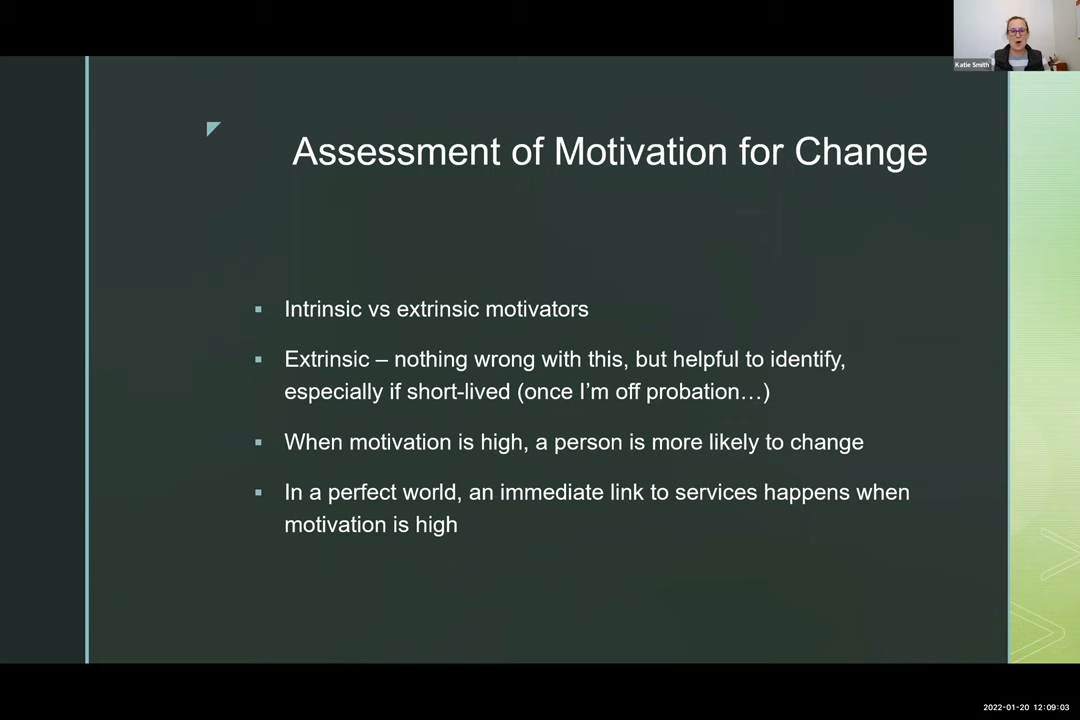 Katie Smith
Assessment of Motivation for Change
▪ Intrinsic vs extrinsic motivators
▪ Extrinsic – nothing wrong with this, but helpful to identify,
especially if short-lived (once I'm off probation…)
▪ When motivation is high, a person is more likely to change
▪ In a perfect world, an immediate link to services happens when
motivation is high
2022-01-20 12:09:03